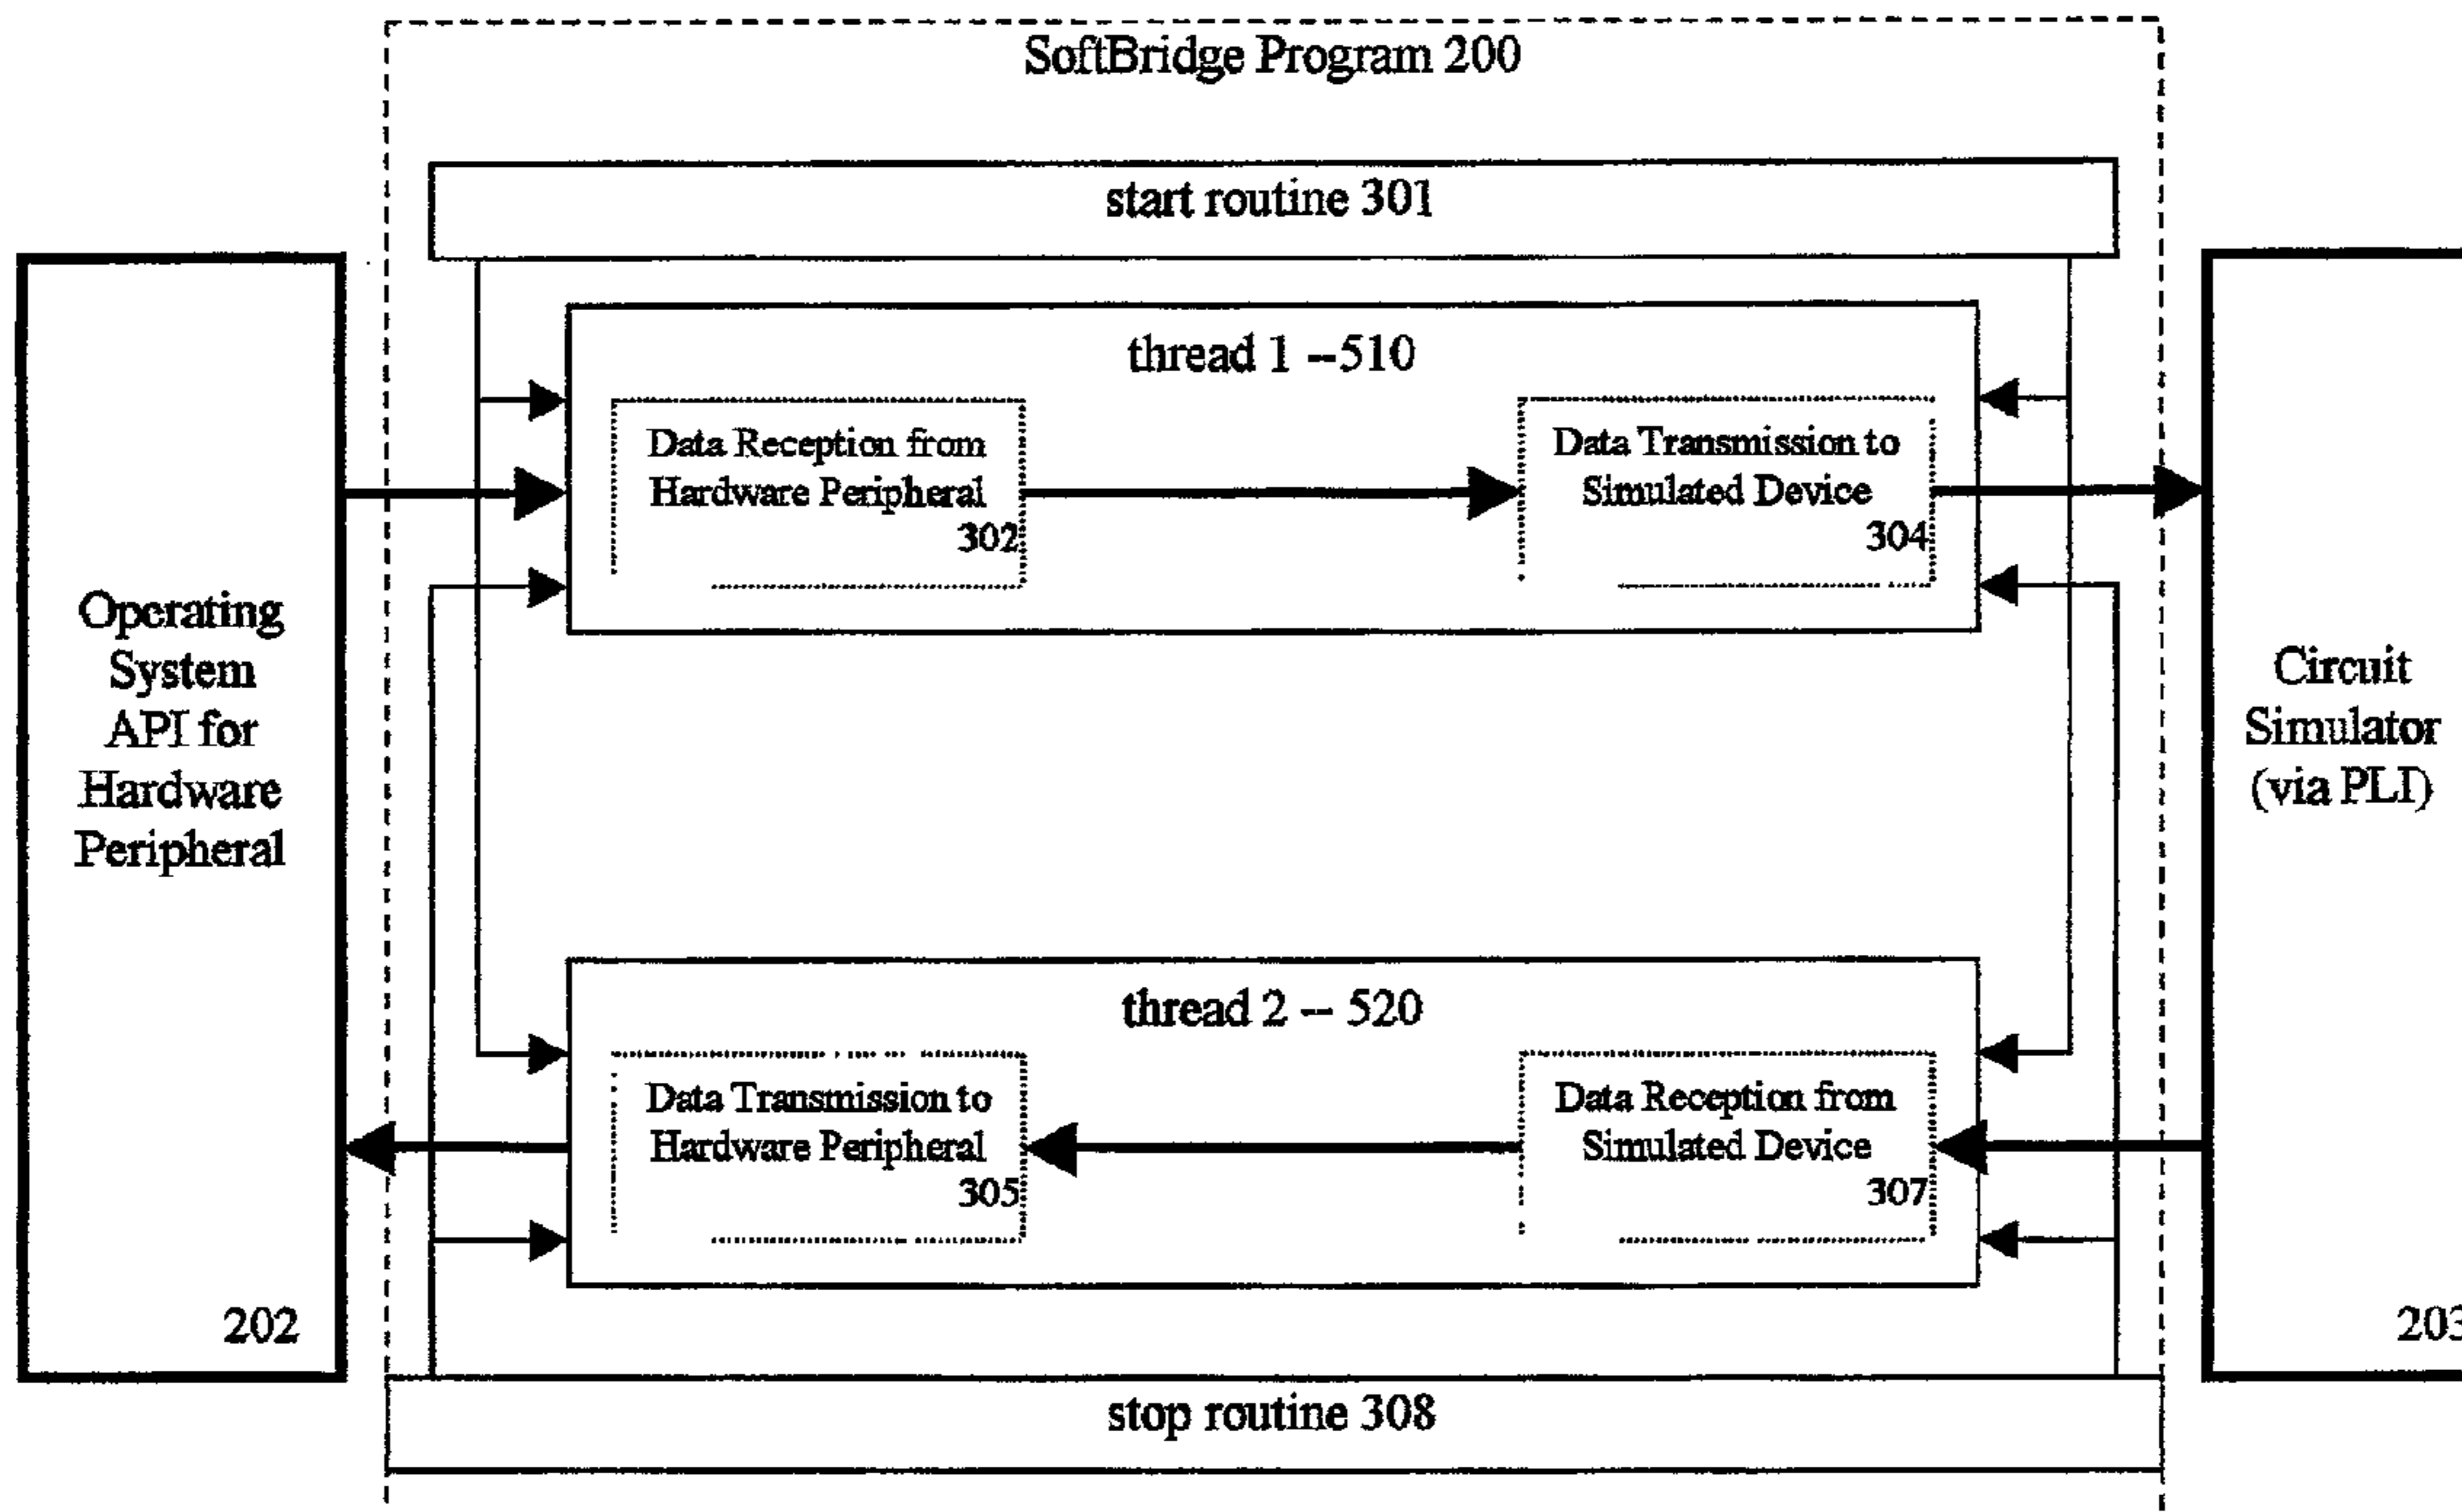 SoftBridge Program 200
start routine 301
thread 1 --510
Data Reception from
Hardware Peripheral
302
Data Transmission to
Simulated Device
304
Operating
System
API for
Hardware
Peripheral
202
Circuit
Simulator
(via PLI)
203
thread 2 -- 520
Data Transmission to
Hardware Peripheral
305
Data Reception from
Simulated Device
307
stop routine 308